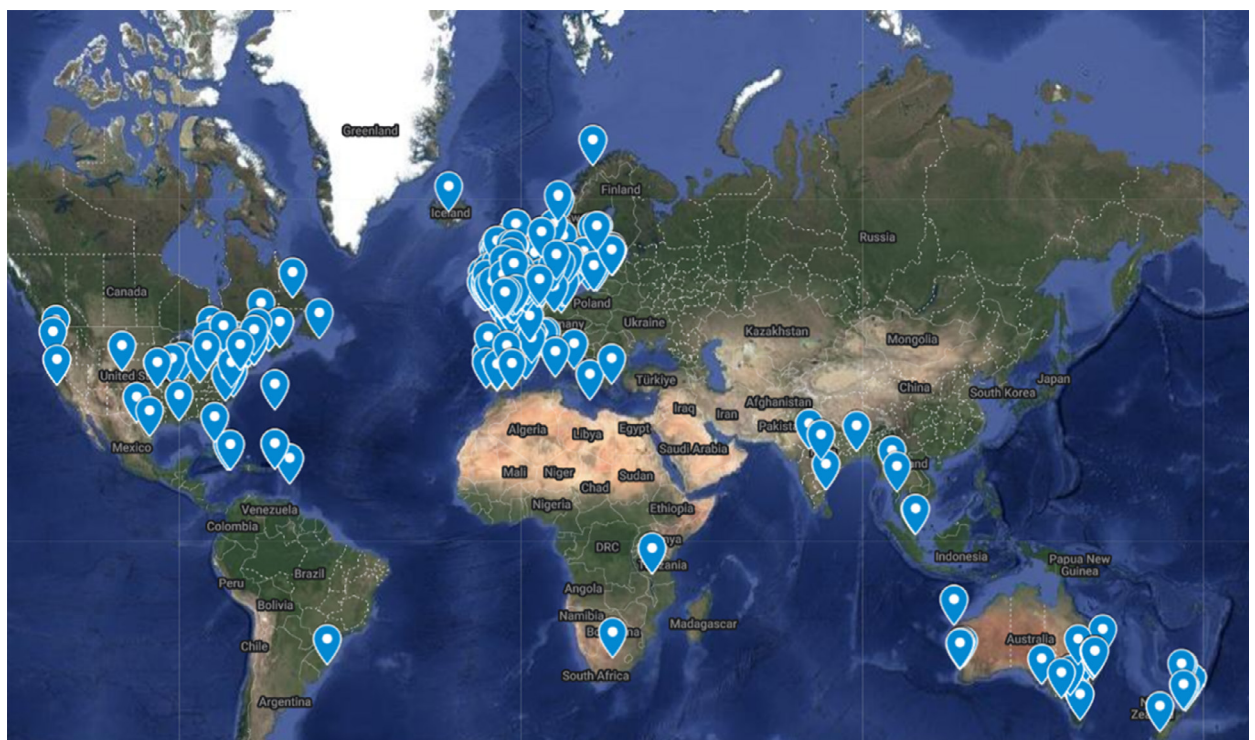 Greenland
Iceland
Finland
Russia
Canada
Poland
Ukraine
Kazakhstan
Mongolia
United S
Türkiye
China
South Korea
Japan
Afghanistan
Iraq
Iran
Pakist
Mexico
Algeria
Libya
Egypt
Saudi Arabia
Mali
Niger
Sudan
Chad
Venezuela
Nigeria
Ethiopia
Colombia
DRC
Indonesia
Papua New
Guinea
Brazil
Peru
Angola
Bolivia
Namibia
Madagascar
Chile
Australia
South Africa
Argentina